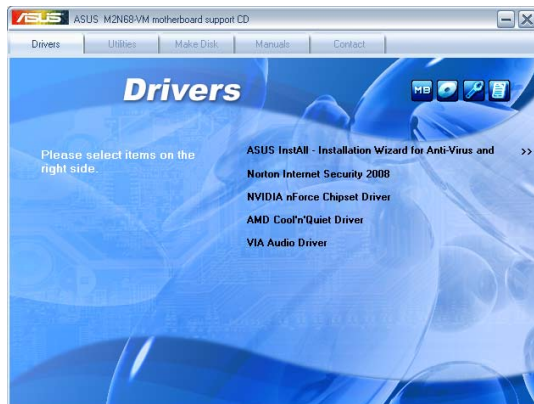 ASUS M2N68-VM motherboard support CD
Drivers Utilities Make Disk Manuals Contact
Drivers
MB
Please select items on the
right side.
ASUS InstAll - Installation Wizard for Anti-Virus and >>
Norton Internet Security 2008
NVIDIA nForce Chipset Driver
AMD Cool'n'Quiet Driver
VIA Audio Driver